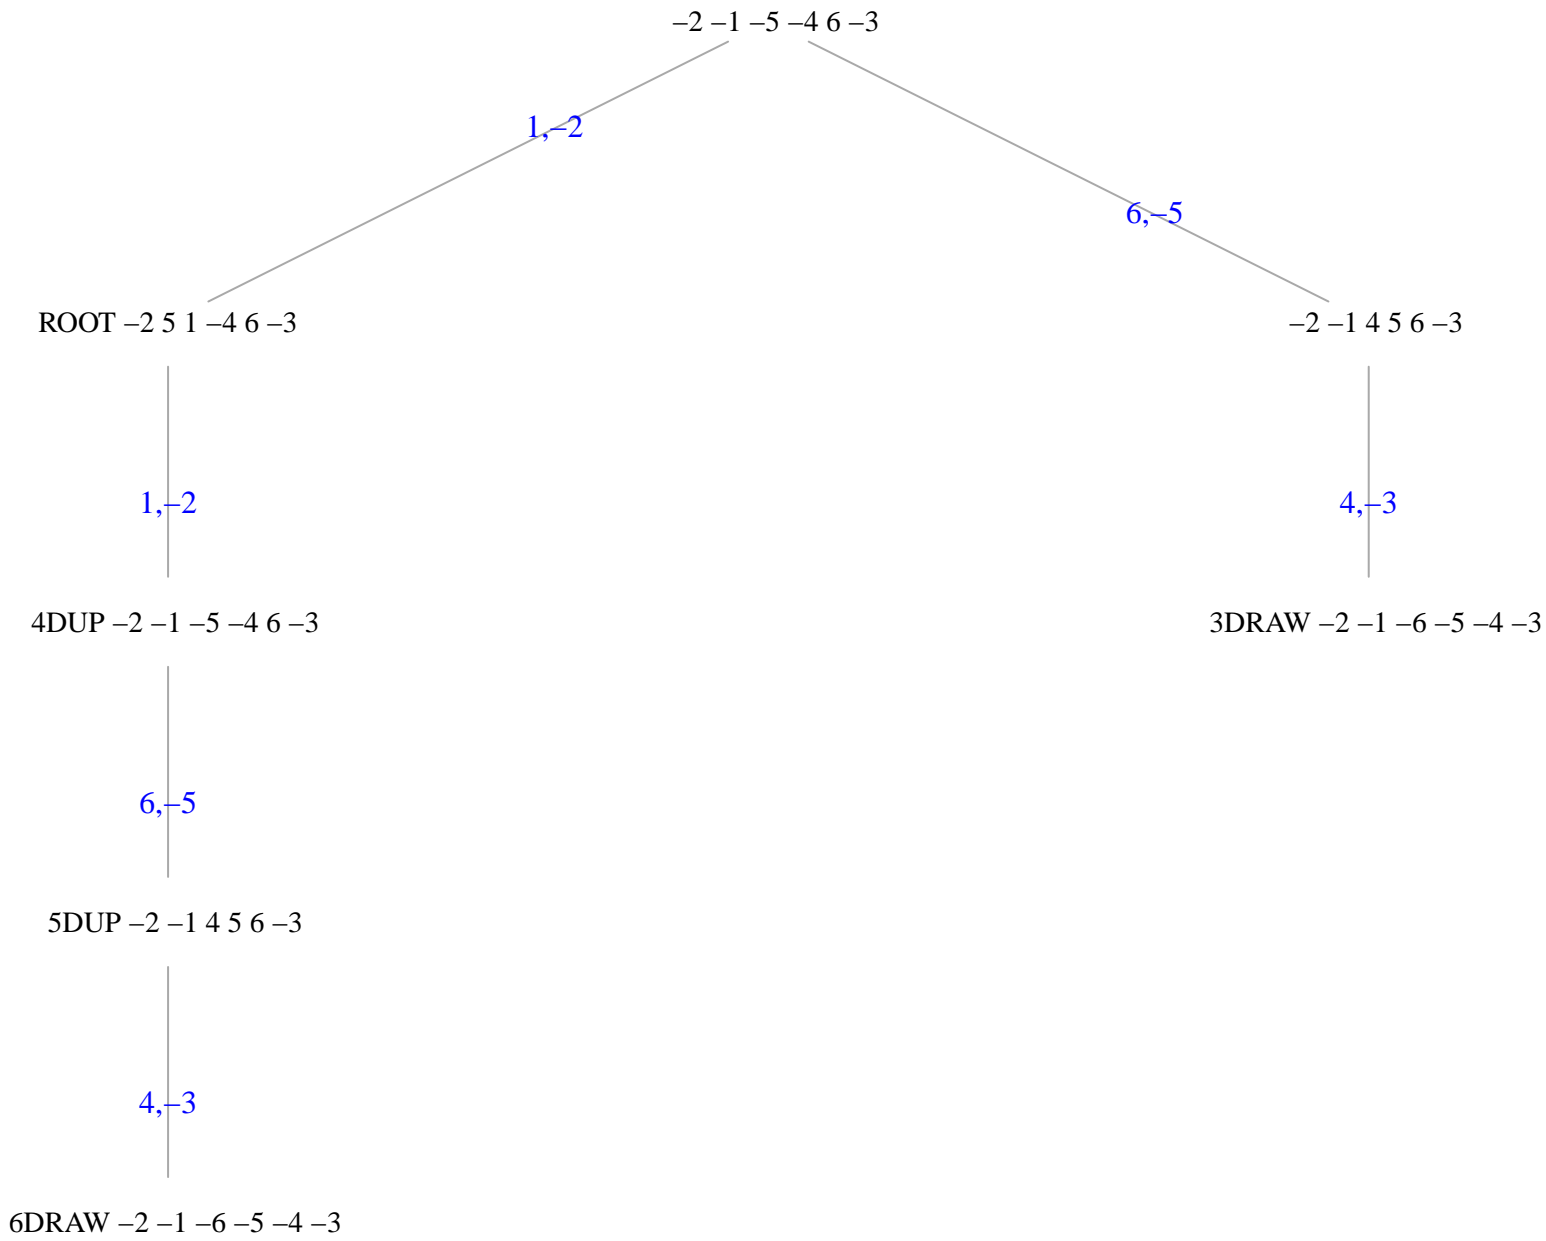 –2 –1 –5 –4 6 –3
1,–2
6,–5
ROOT –2 5 1 –4 6 –3
–2 –1 4 5 6 –3
1,–2
4,–3
4DUP –2 –1 –5 –4 6 –3
3DRAW –2 –1 –6 –5 –4 –3
6,–5
5DUP –2 –1 4 5 6 –3
4,–3
6DRAW –2 –1 –6 –5 –4 –3